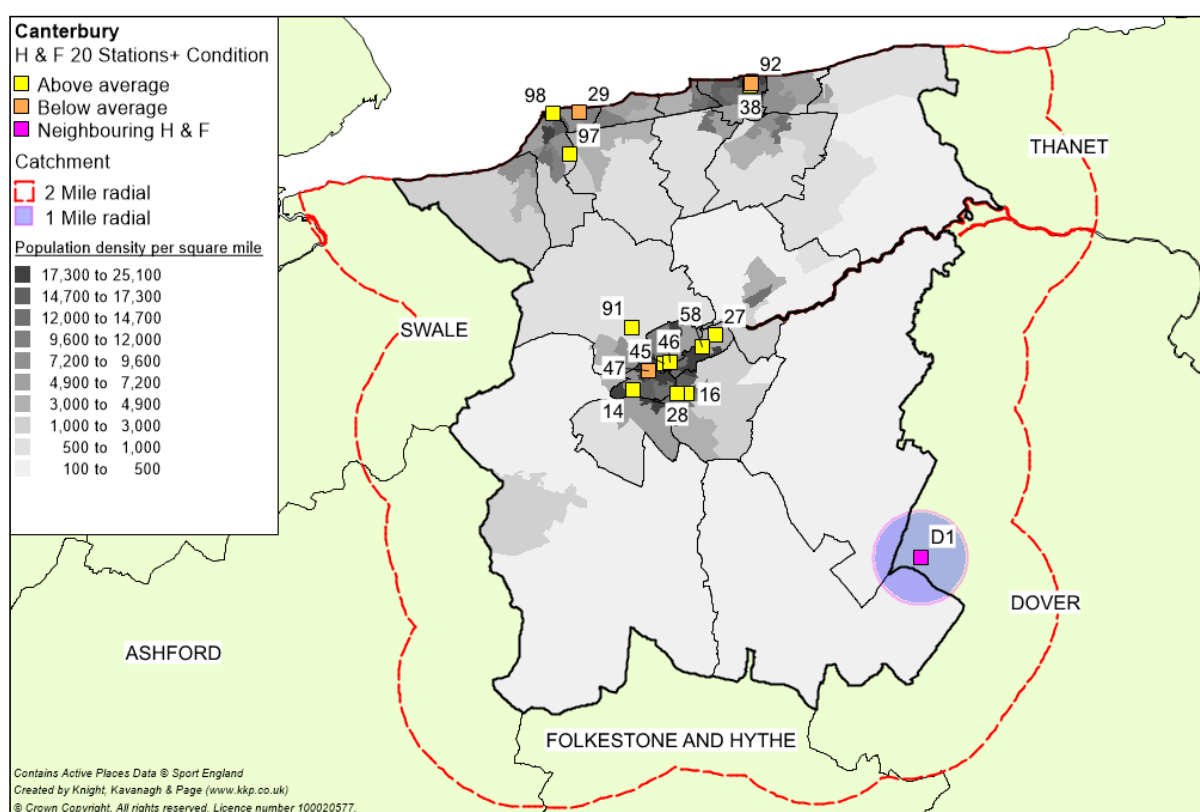 Canterbury
H & F 20 Stations+ Condition
Above average
Below average
Neighbouring H & F
Catchment
2 Mile radial
1 Mile radial
Population density per square mile
17,300 to 25,100
14,700 to 17,300
12,000 to 14,700
9,600 to 12,000
7,200 to 9,600
4,900 to 7,200
3,000 to 4,900
1,000 to 3,000
500 to 1,000
100 to 500
92
98
29
38
97
THANET
91
58
27
SWALE
45
46
47
14
28
16
D1
DOVER
ASHFORD
FOLKESTONE AND HYTHE
Contains Active Places Data © Sport England
Created by Knight, Kavanagh & Page (www.kkp.co.uk)
© Crown Copyright. All rights reserved. Licence number 100020577.